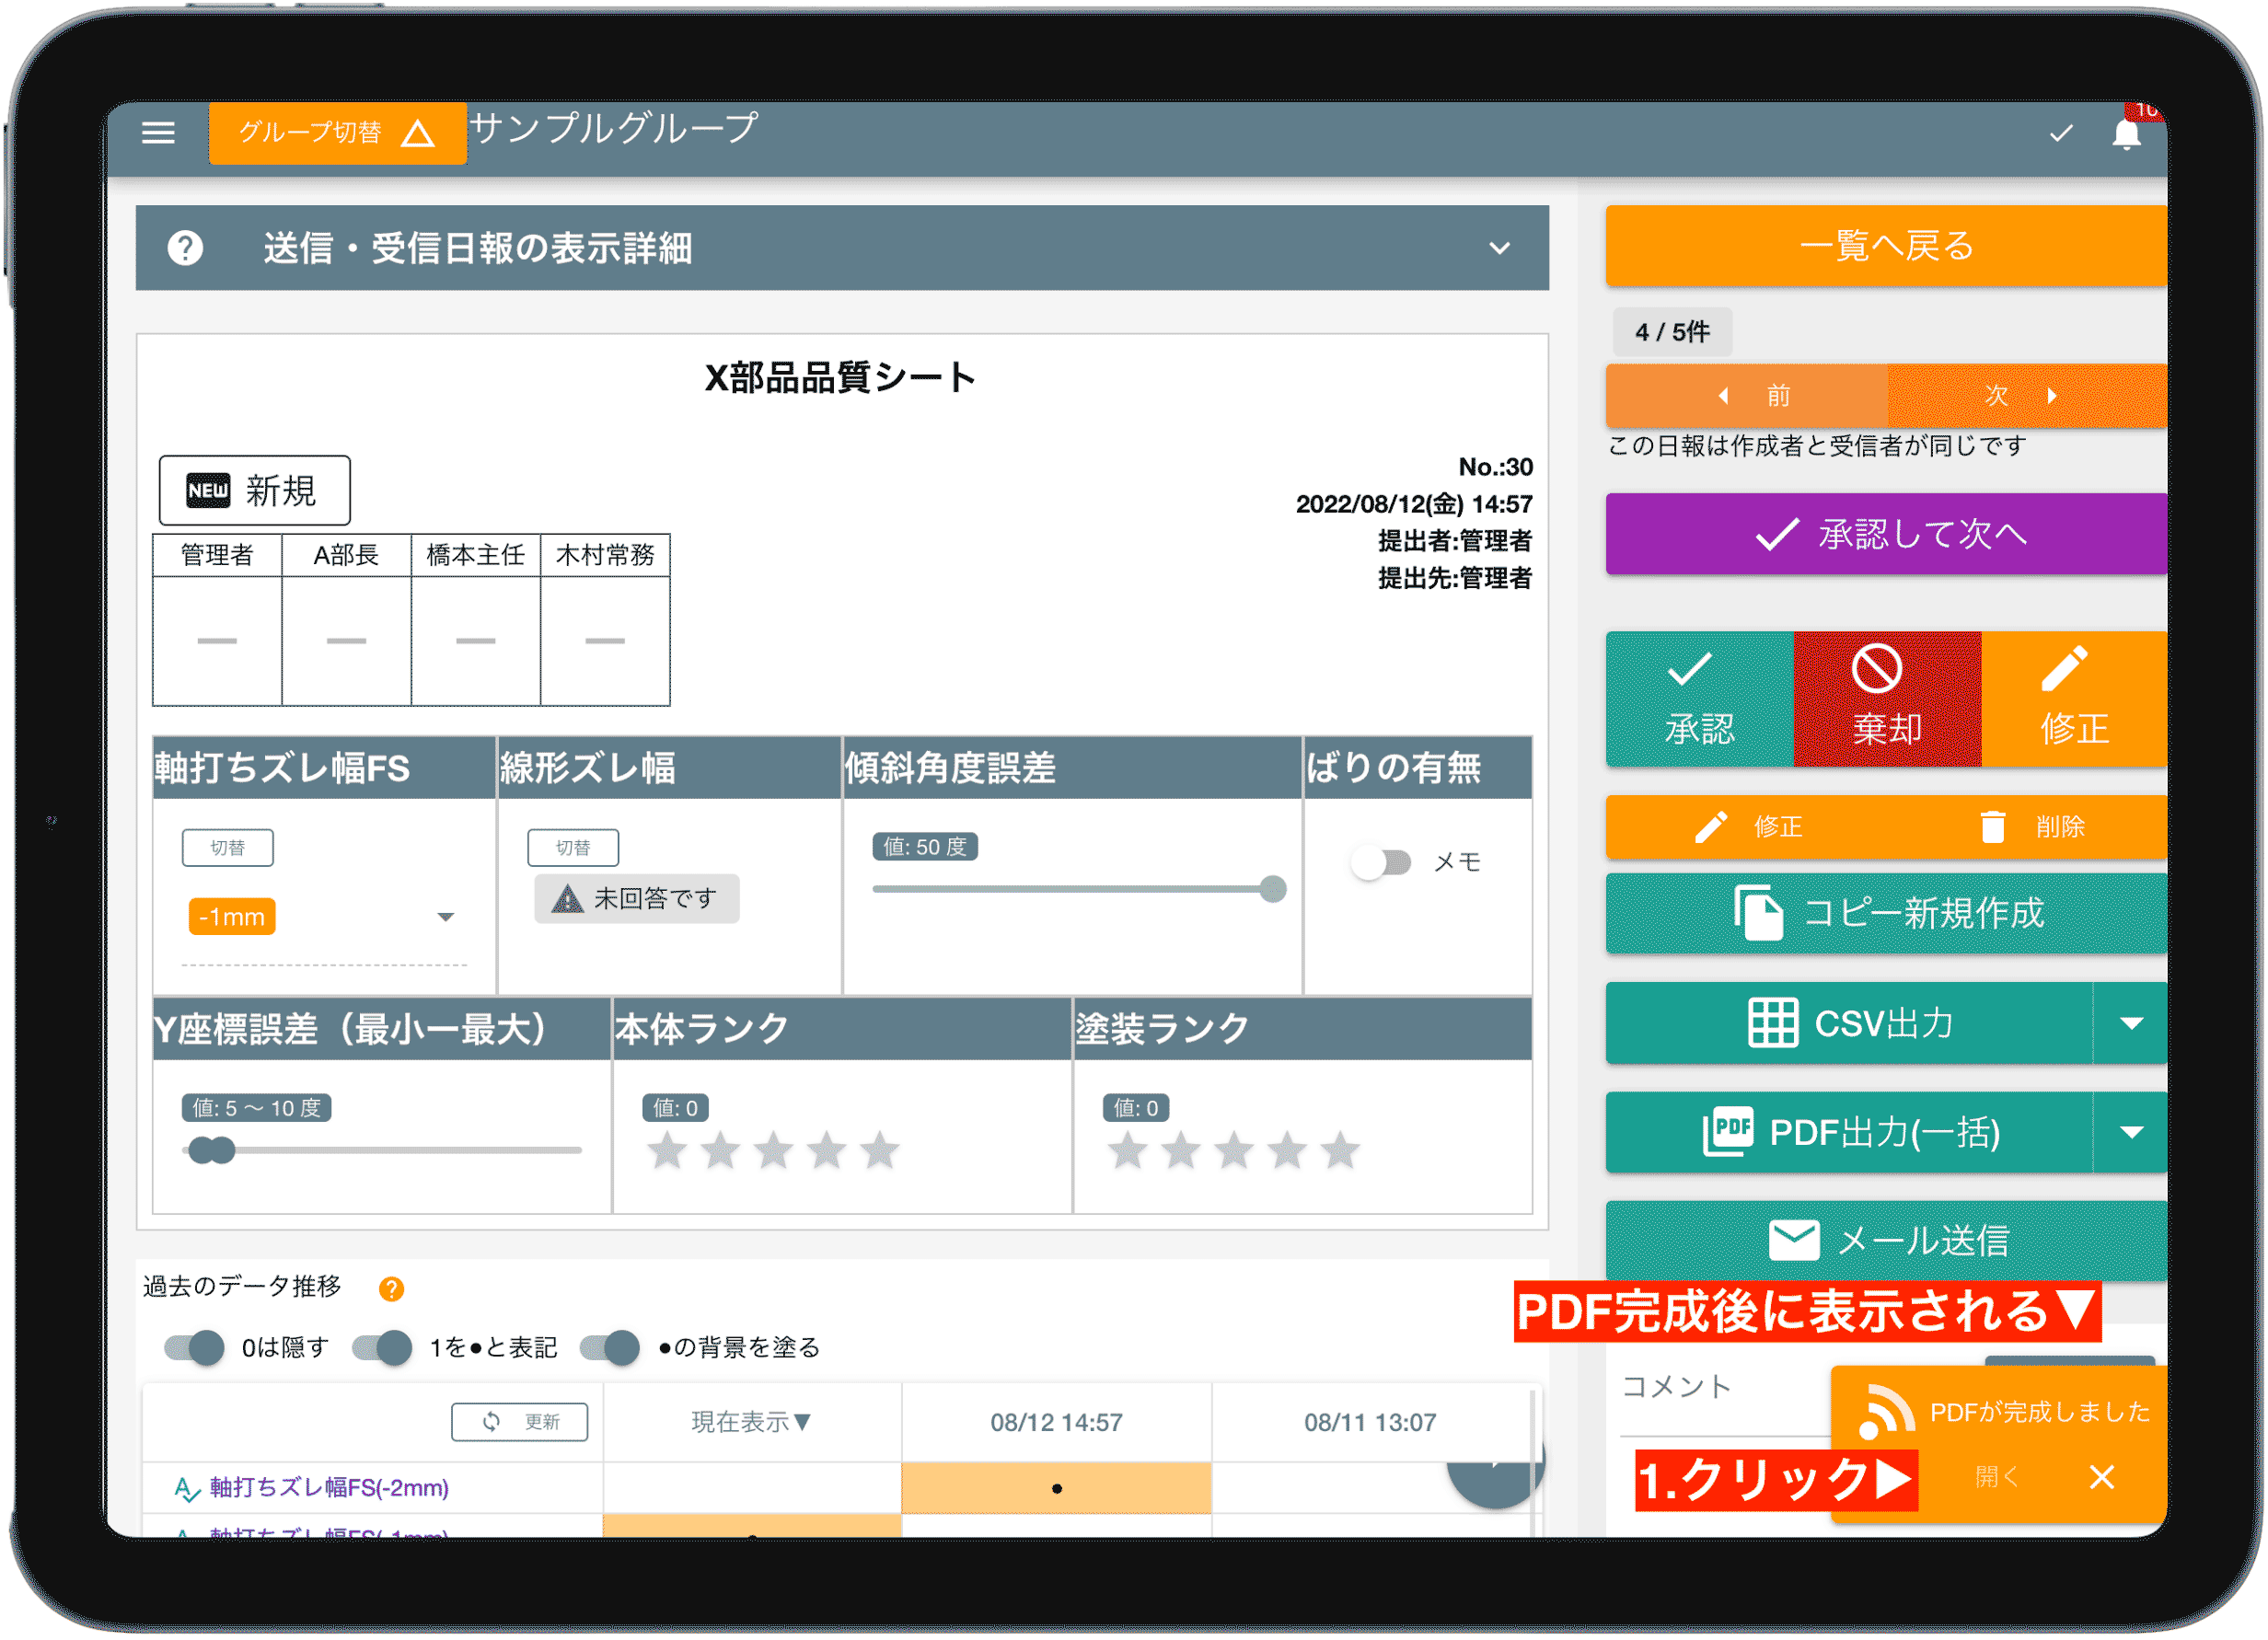 グループ切替
サンプルグループ
10
送信・受信日報の表示詳細
X部品品質シート
NEW 新規
No.:30
2022/08/12(金) 14:57
提出者:管理者
提出先:管理者
管理者 A部長 橋本主任 木村常務
軸打ちズレ幅FS 線形ズレ幅 傾斜角度誤差 ばりの有無
切替 切替 値: 50 度 メモ
-1mm 未回答です
Y座標誤差（最小ー最大） 本体ランク 塗装ランク
値: 5 〜 10 度 値: 0 値: 0
過去のデータ推移 ?
0は隠す 1を●と表記 ●の背景を塗る
更新 現在表示▼ 08/12 14:57 08/11 13:07
軸打ちズレ幅FS(-2mm) ●
軸打ちズレ幅FS(-1mm)
一覧へ戻る
4 / 5件
前 次
この日報は作成者と受信者が同じです
承認して次へ
承認 棄却 修正
修正 削除
コピー新規作成
CSV出力
PDF PDF出力(一括)
メール送信
PDF完成後に表示される▼
コメント
PDFが完成しました
1.クリック▶
開く